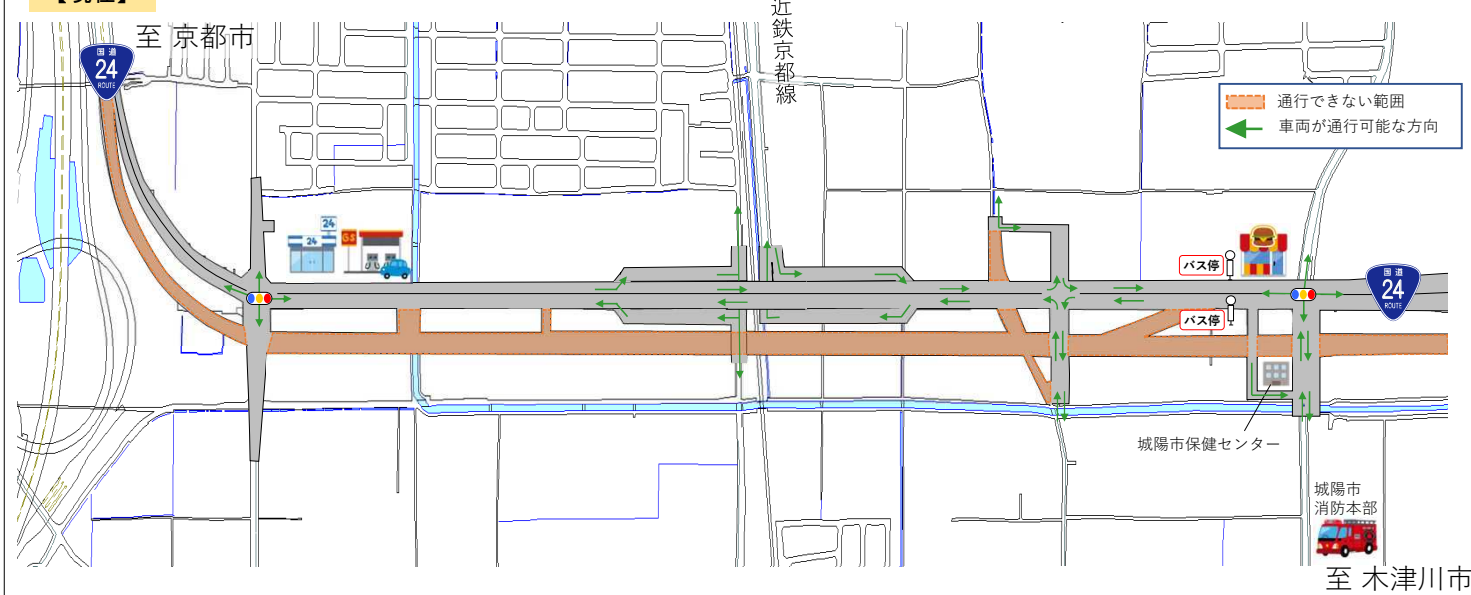 【現在】
至 京都市
国道
24
ROUTE
近鉄京都線
通行できない範囲
車両が通行可能な方向
24
24
GS
バス停
バス停
国道
24
ROUTE
城陽市保健センター
城陽市
消防本部
至 木津川市